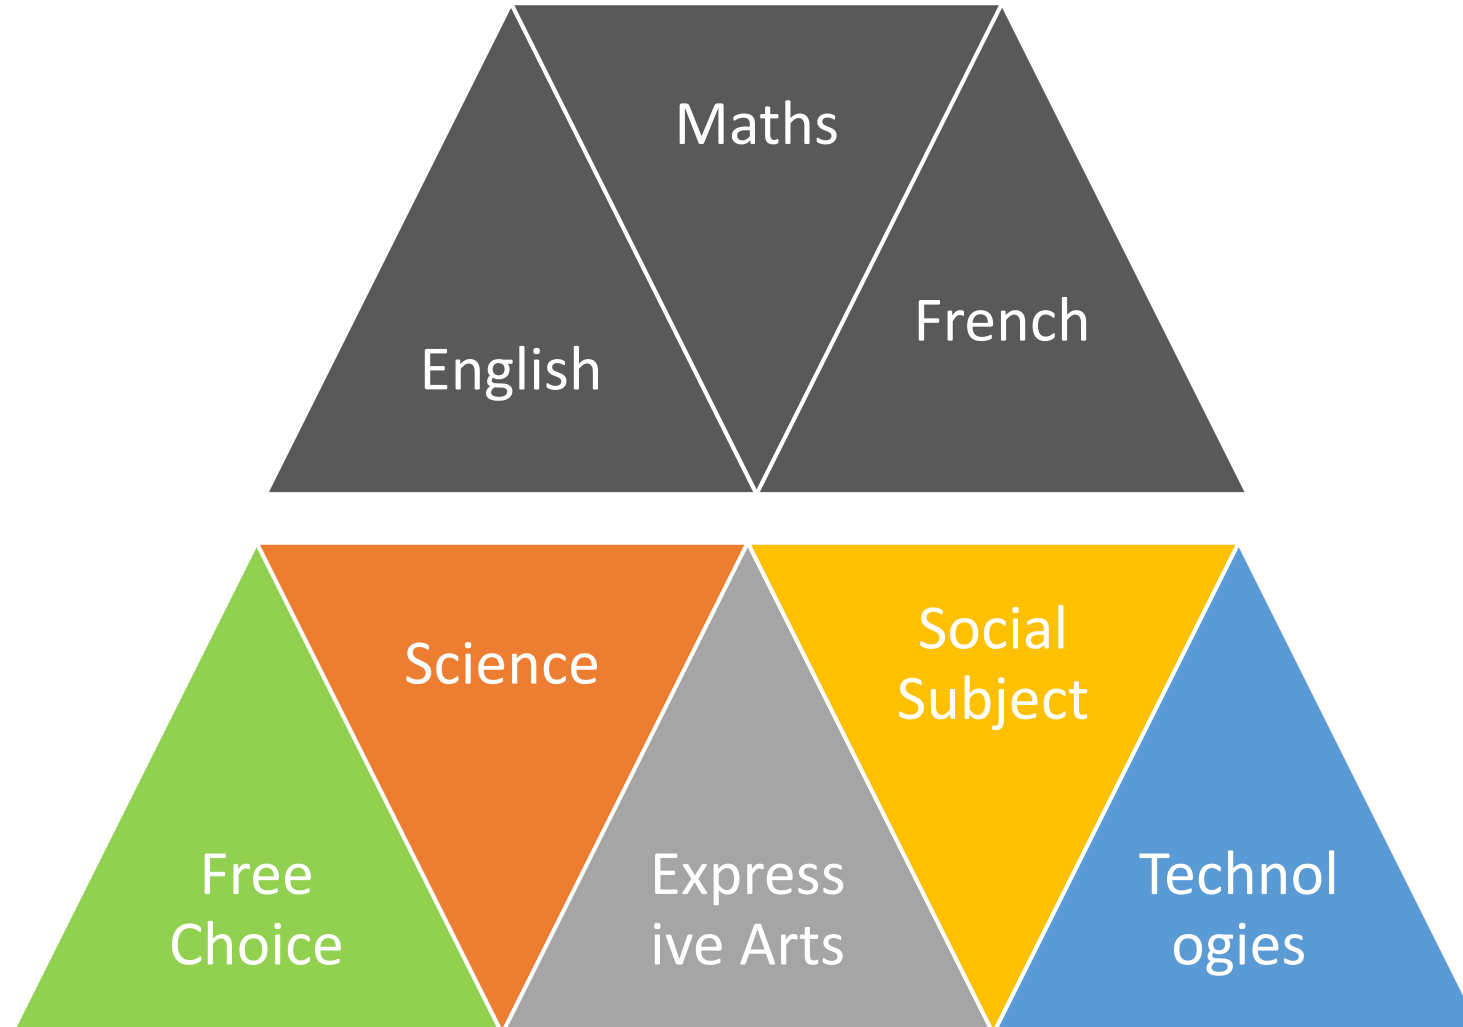 Maths
English
French
Science
Social
Subject
Free
Choice
Express
ive Arts
Technol
ogies